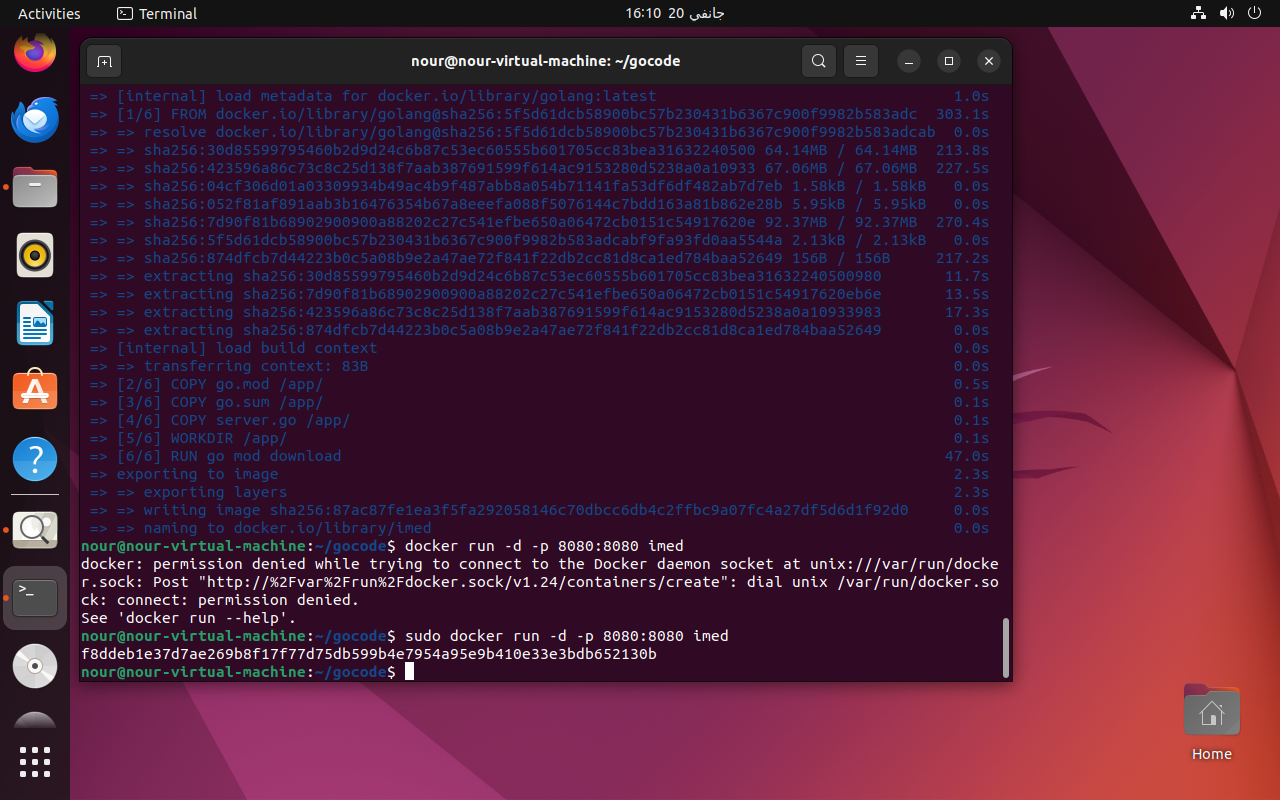 Activities
Terminal
16:10 20 جانفي
nour@nour-virtual-machine: ~/gocode
=> [internal] load metadata for docker.io/library/golang:latest 1.0s
=> [1/6] FROM docker.io/library/golang@sha256:5f5d61dcb58900bc57b230431b6367c900f9982b583adc 303.1s
=> => resolve docker.io/library/golang@sha256:5f5d61dcb58900bc57b230431b6367c900f9982b583adcab 0.0s
=> => sha256:30d85599795460b2d9d24c6b87c53ec60555b601705cc83bea31632240500 64.14MB / 64.14MB 213.8s
=> => sha256:423596a86c73c8c25d138f7aab387691599f614ac9153280d5238a0a10933 67.06MB / 67.06MB 227.5s
=> => sha256:04cf306d01a03309934b49ac4b9f487abb8a054b71141fa53df6df482ab7d7eb 1.58kB / 1.58kB 0.0s
=> => sha256:052f81af891aab3b16476354b67a8eeefa088f5076144c7bdd163a81b862e28b 5.95kB / 5.95kB 0.0s
=> => sha256:7d90f81b68902900900a88202c27c541efbe650a06472cb0151c54917620e 92.37MB / 92.37MB 270.4s
=> => sha256:5f5d61dcb58900bc57b230431b6367c900f9982b583adcabf9fa93fd0aa5544a 2.13kB / 2.13kB 0.0s
=> => sha256:874dfcb7d44223b0c5a08b9e2a47ae72f841f22db2cc81d8ca1ed784baa52649 156B / 156B 217.2s
=> => extracting sha256:30d85599795460b2d9d24c6b87c53ec60555b601705cc83bea316322405​00980 11.7s
=> => extracting sha256:7d90f81b68902900900a88202c27c541efbe650a06472cb0151c54917620eb6e 13.5s
=> => extracting sha256:423596a86c73c8c25d138f7aab387691599f614ac9153280d5238a0a10933983 17.3s
=> => extracting sha256:874dfcb7d44223b0c5a08b9e2a47ae72f841f22db2cc81d8ca1ed784baa52649 0.0s
=> [internal] load build context 0.0s
=> => transferring context: 83B 0.0s
=> [2/6] COPY go.mod /app/ 0.5s
=> [3/6] COPY go.sum /app/ 0.1s
=> [4/6] COPY server.go /app/ 0.1s
=> [5/6] WORKDIR /app/ 0.1s
=> [6/6] RUN go mod download 47.0s
=> exporting to image 2.3s
=> => exporting layers 2.3s
=> => writing image sha256:87ac87fe1ea3f5fa292058146c70dbcc6db4c2ffbc9a07fc4a27df5d6d1f92d0 0.0s
=> => naming to docker.io/library/imed 0.0s
nour@nour-virtual-machine:~/gocode$ docker run -d -p 8080:8080 imed
docker: permission denied while trying to connect to the Docker daemon socket at unix:///var/run/docke
r.sock: Post "http://%2Fvar%2Frun%2Fdocker.sock/v1.24/containers/create": dial unix /var/run/docker.so
ck: connect: permission denied.
See 'docker run --help'.
nour@nour-virtual-machine:~/gocode$ sudo docker run -d -p 8080:8080 imed
f8ddeb1e37d7ae269b8f17f77d75db599b4e7954a95e9b410e33e3bdb652130b
nour@nour-virtual-machine:~/gocode$
Home